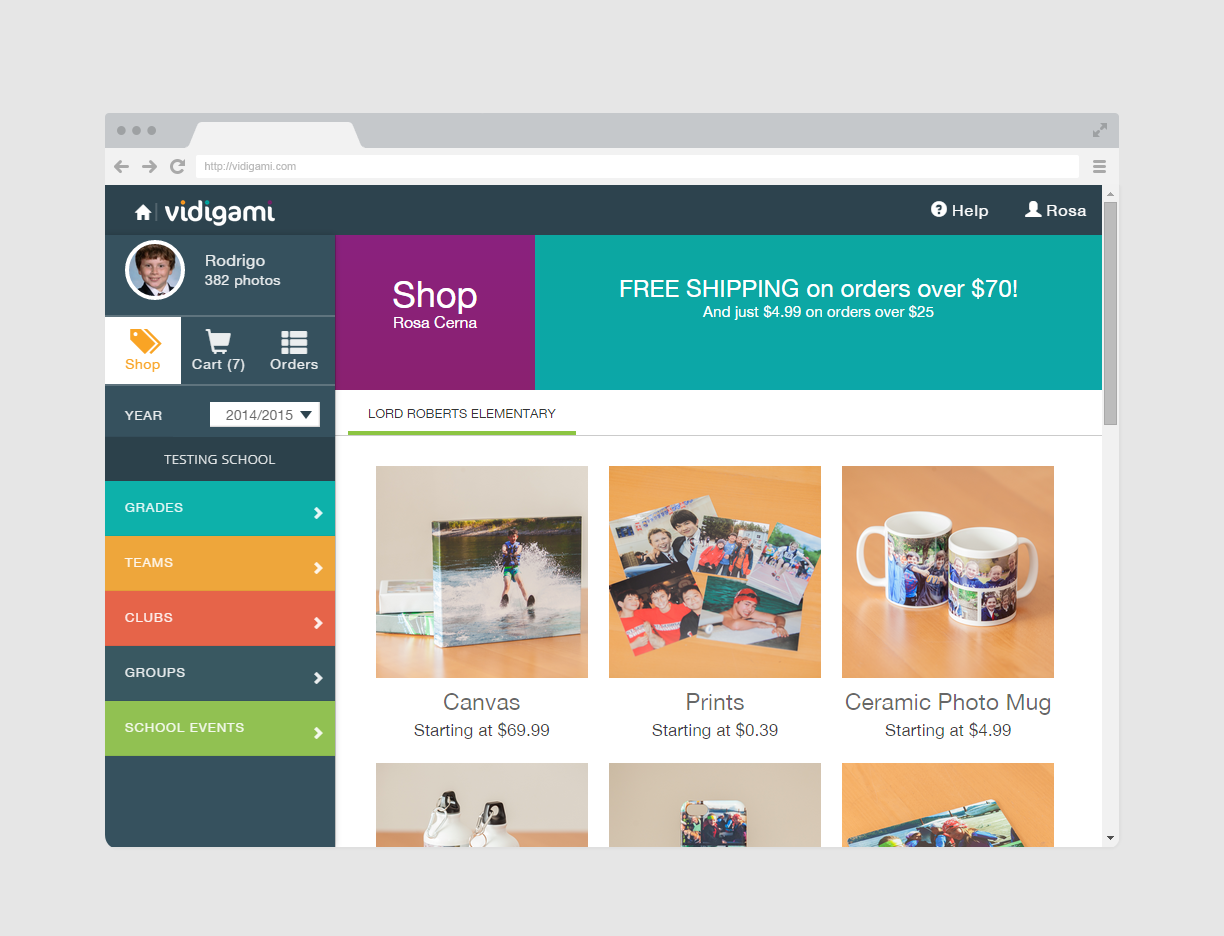 http://vidigami.com
vidigami
Help
Rosa
Rodrigo
382 photos
Shop
Cart (7)
Orders
YEAR
2014/2015
TESTING SCHOOL
GRADES
TEAMS
CLUBS
GROUPS
SCHOOL EVENTS
Shop
Rosa Cerna
FREE SHIPPING on orders over $70!
And just $4.99 on orders over $25
LORD ROBERTS ELEMENTARY
Canvas
Starting at $69.99
Prints
Starting at $0.39
Ceramic Photo Mug
Starting at $4.99